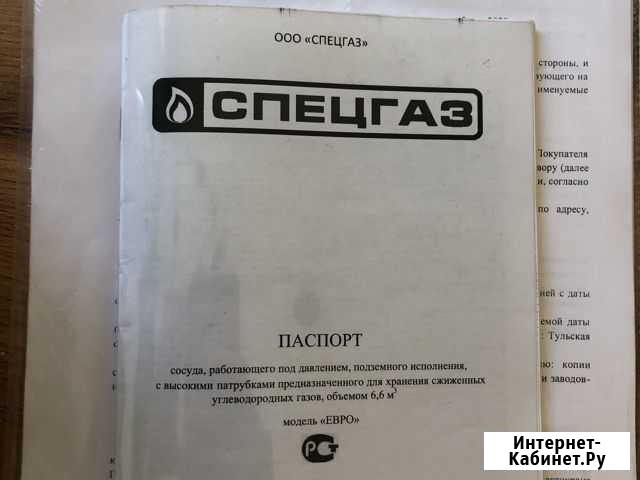 ООО «СПЕЦГАЗ»
СПЕЦГАЗ
ПАСПОРТ
сосуда, работающего под давлением, подземного исполнения,
с высокими патрубками предназначенного для хранения сжиженных
углеводородных газов, объемом 6,6 м3
модель «ЕВРО»
РСТ
стороны, и
вующего на
именуемые
Покупателя
вору (далее
и, согласно
по адресу,
ней с даты
емой даты
: Тульская
ю: копии
и заводов-
Интернет-
Кабинет.Ру